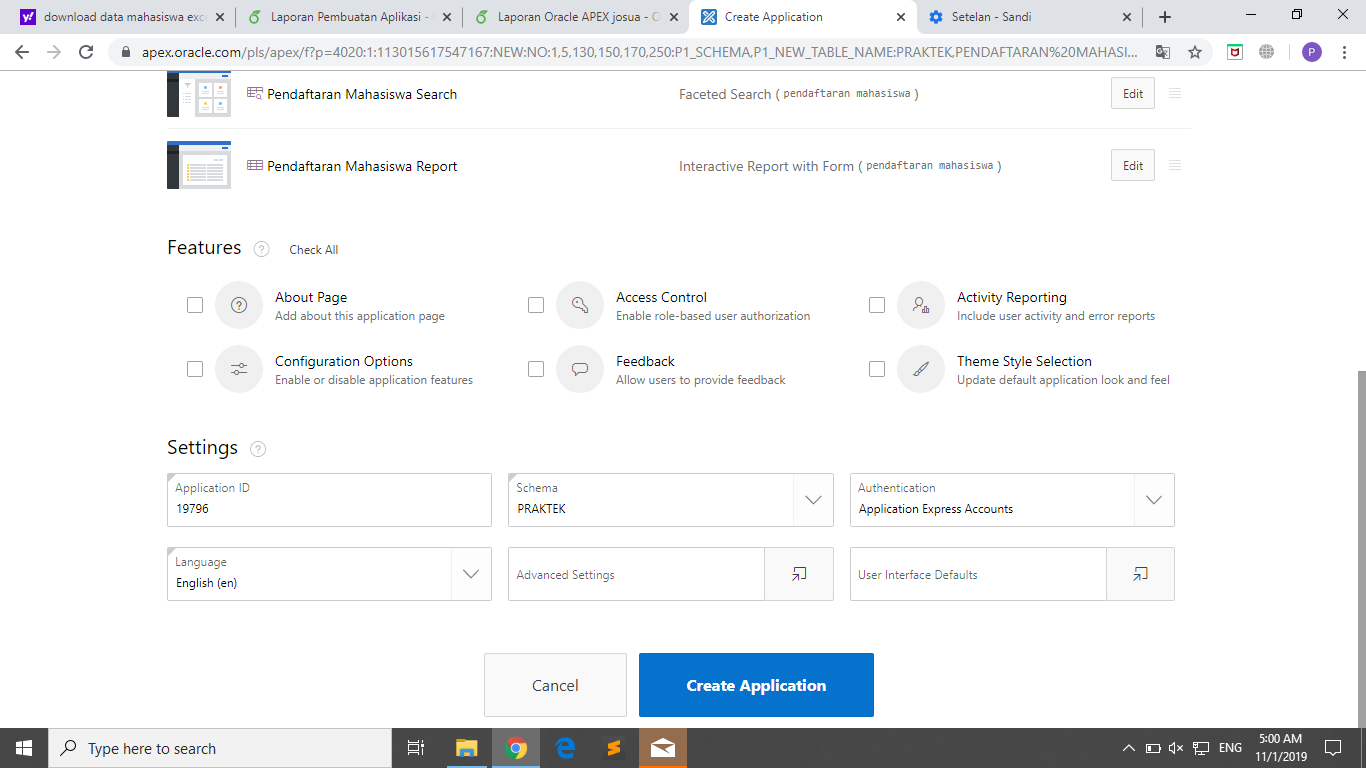 download data mahasiswa exc
Laporan Pembuatan Aplikasi -
Laporan Oracle APEX josua - O
Create Application
Setelan - Sandi
apex.oracle.com/pls/apex/f?p=4020:1:113015617547167:NEW:NO:1,5,130,150,170,250:P1_SCHEMA,P1_NEW_TABLE_NAME:PRAKTEK,PENDAFTARAN%20MAHASI...
P
Pendaftaran Mahasiswa Search
Faceted Search ( pendaftaran mahasiswa )
Edit
Pendaftaran Mahasiswa Report
Interactive Report with Form ( pendaftaran mahasiswa )
Edit
Features ? Check All
About Page
Add about this application page
Access Control
Enable role-based user authorization
Activity Reporting
Include user activity and error reports
Configuration Options
Enable or disable application features
Feedback
Allow users to provide feedback
Theme Style Selection
Update default application look and feel
Settings ?
Application ID
19796
Schema
PRAKTEK
Authentication
Application Express Accounts
Language
English (en)
Advanced Settings
User Interface Defaults
Cancel
Create Application
Type here to search
ENG
5:00 AM
11/1/2019